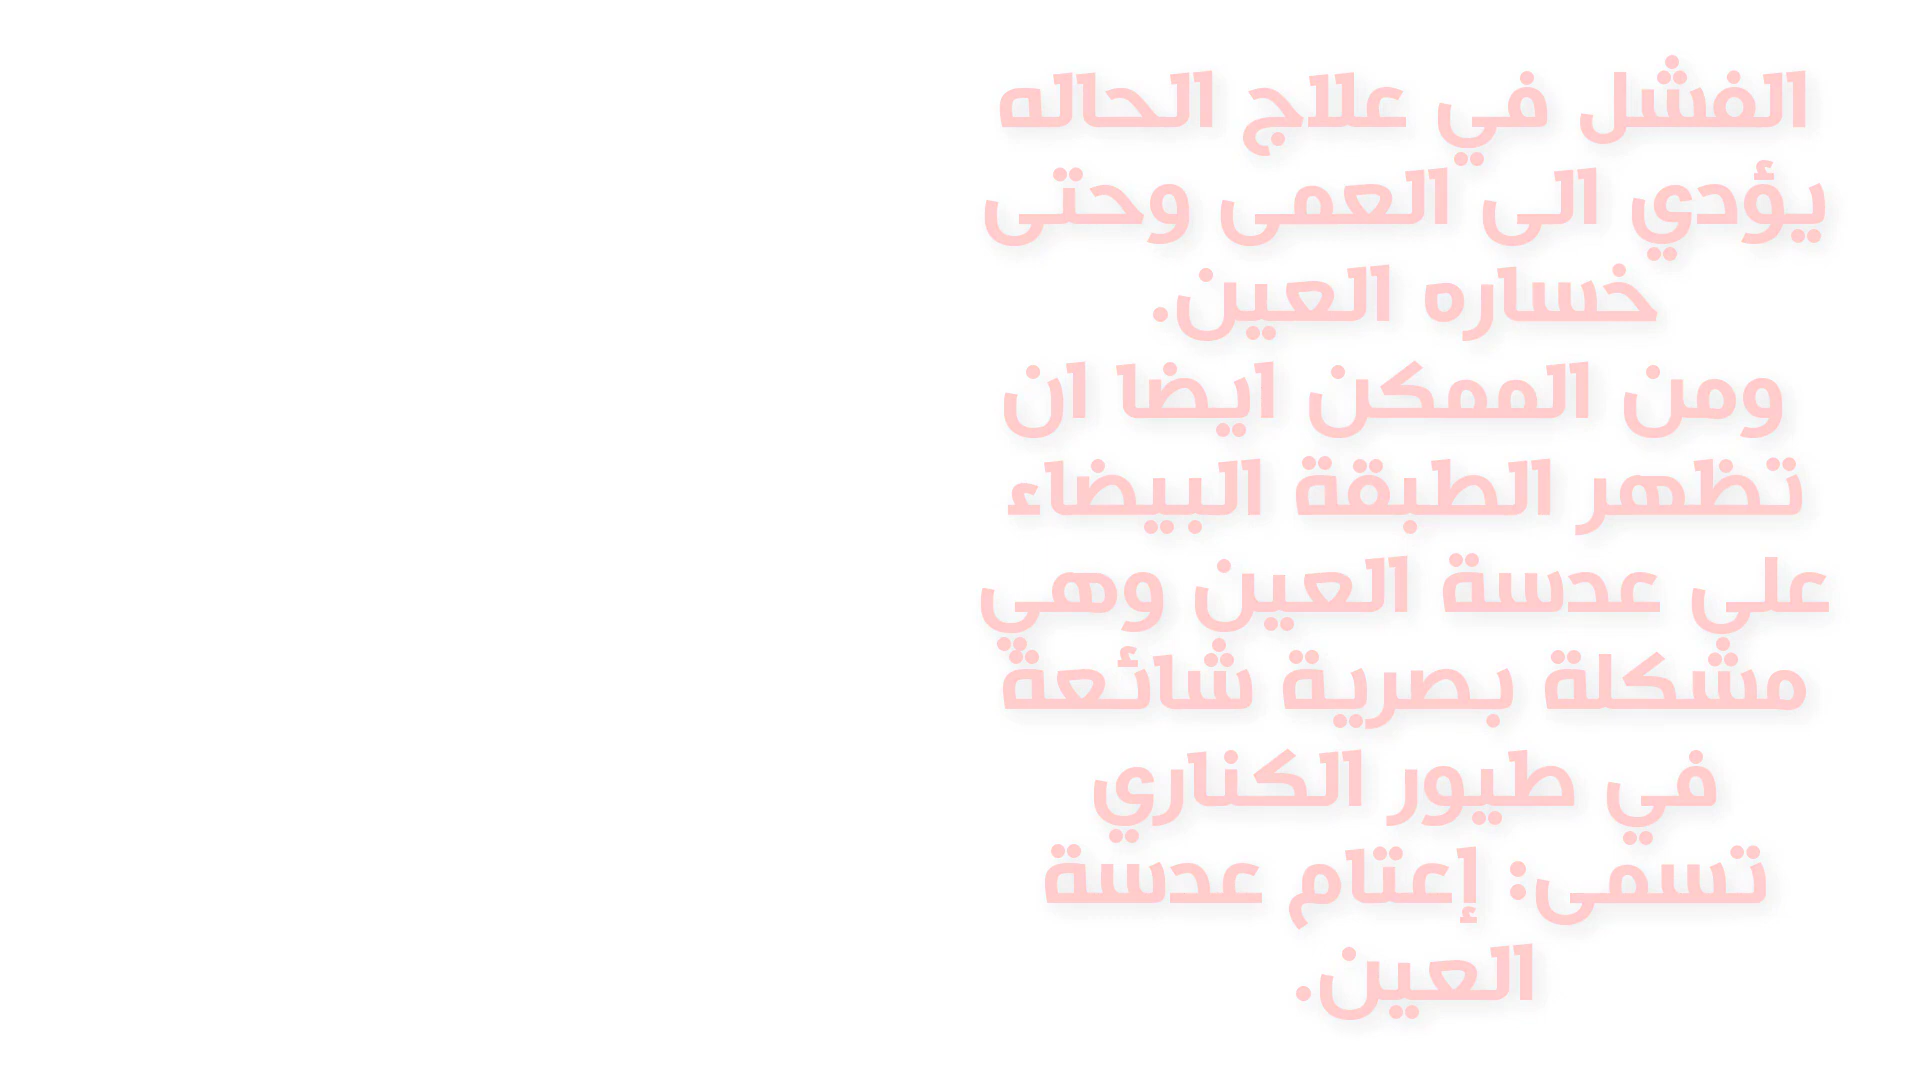 الفشل في علاج الحاله
يؤدي الى العمى وحتى
خساره العين.
ومن الممكن ايضا ان
تظهر الطبقة البيضاء
على عدسة العين وهي
مشكلة بصرية شائعة
في طيور الكناري
تسمى: إعتام عدسة
العين.